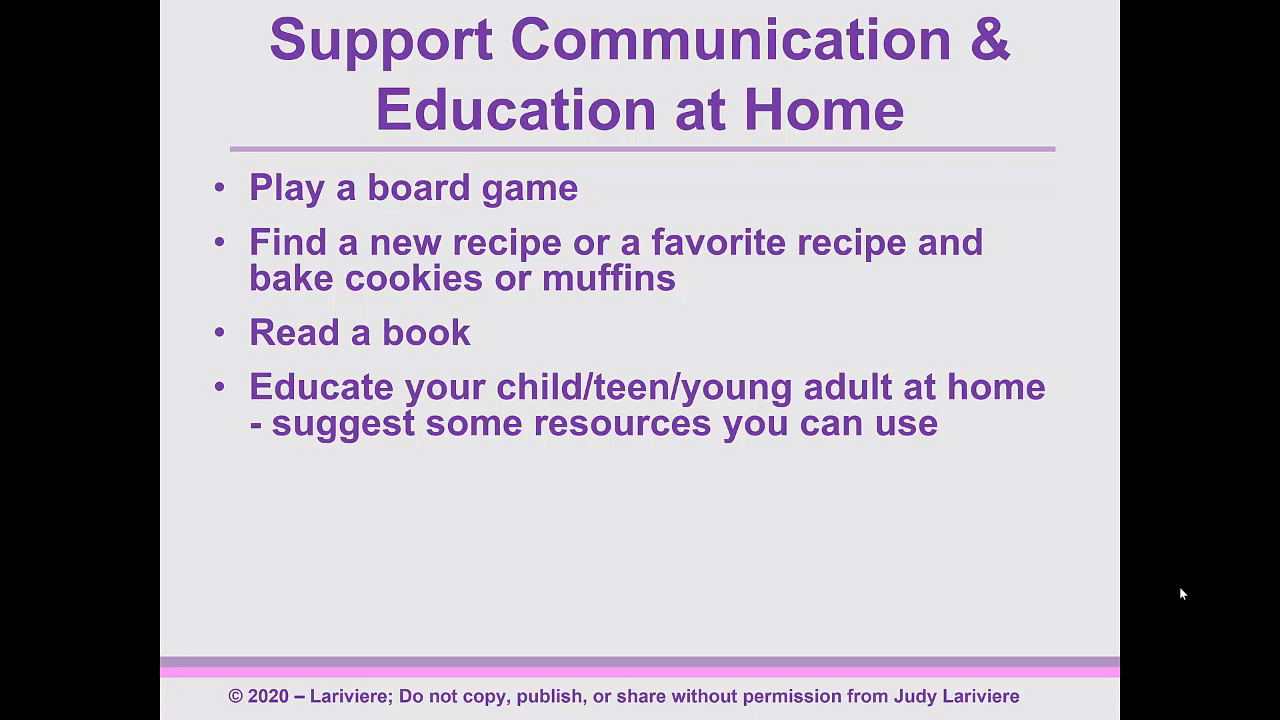 Support Communication &
Education at Home
• Play a board game
• Find a new recipe or a favorite recipe and
bake cookies or muffins
• Read a book
• Educate your child/teen/young adult at home
- suggest some resources you can use
© 2020 – Lariviere; Do not copy, publish, or share without permission from Judy Lariviere